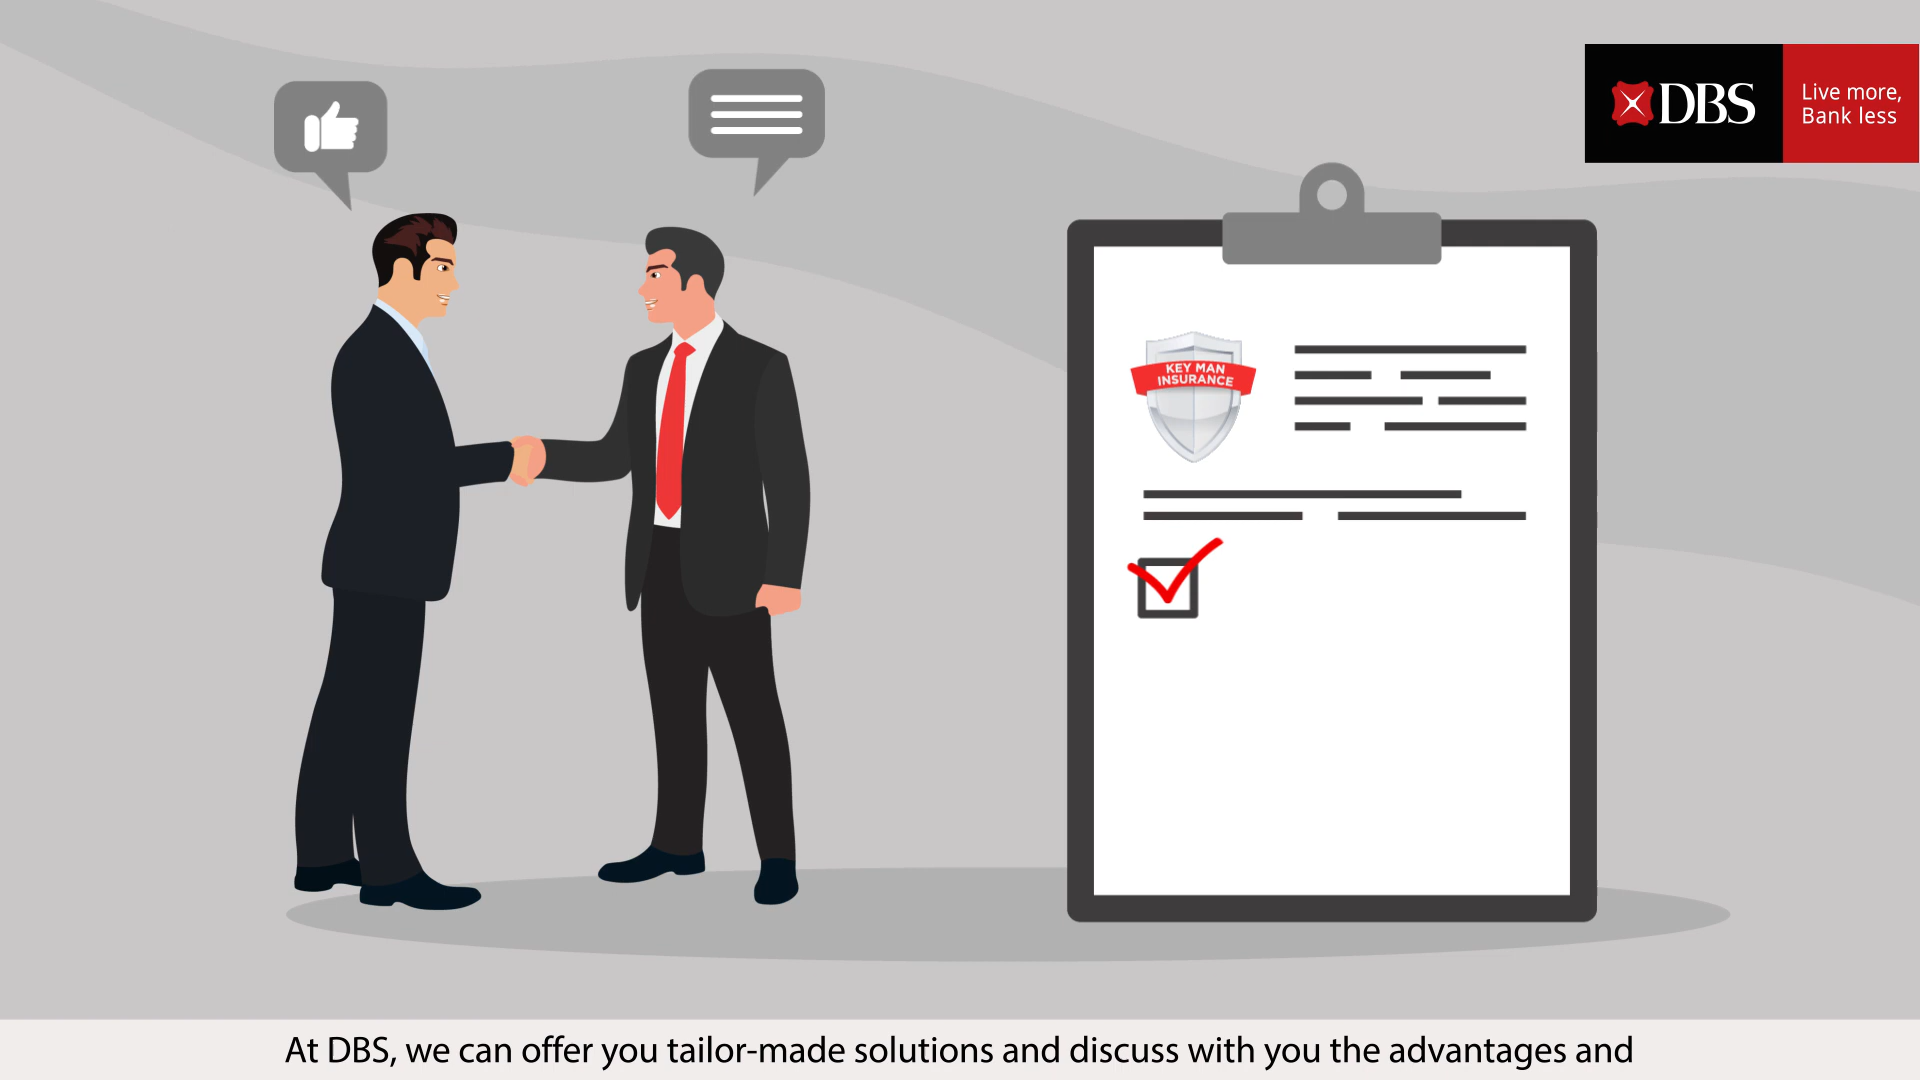 DBS
Live more,
Bank less
KEY MAN
INSURANCE
At DBS, we can offer you tailor-made solutions and discuss with you the advantages and